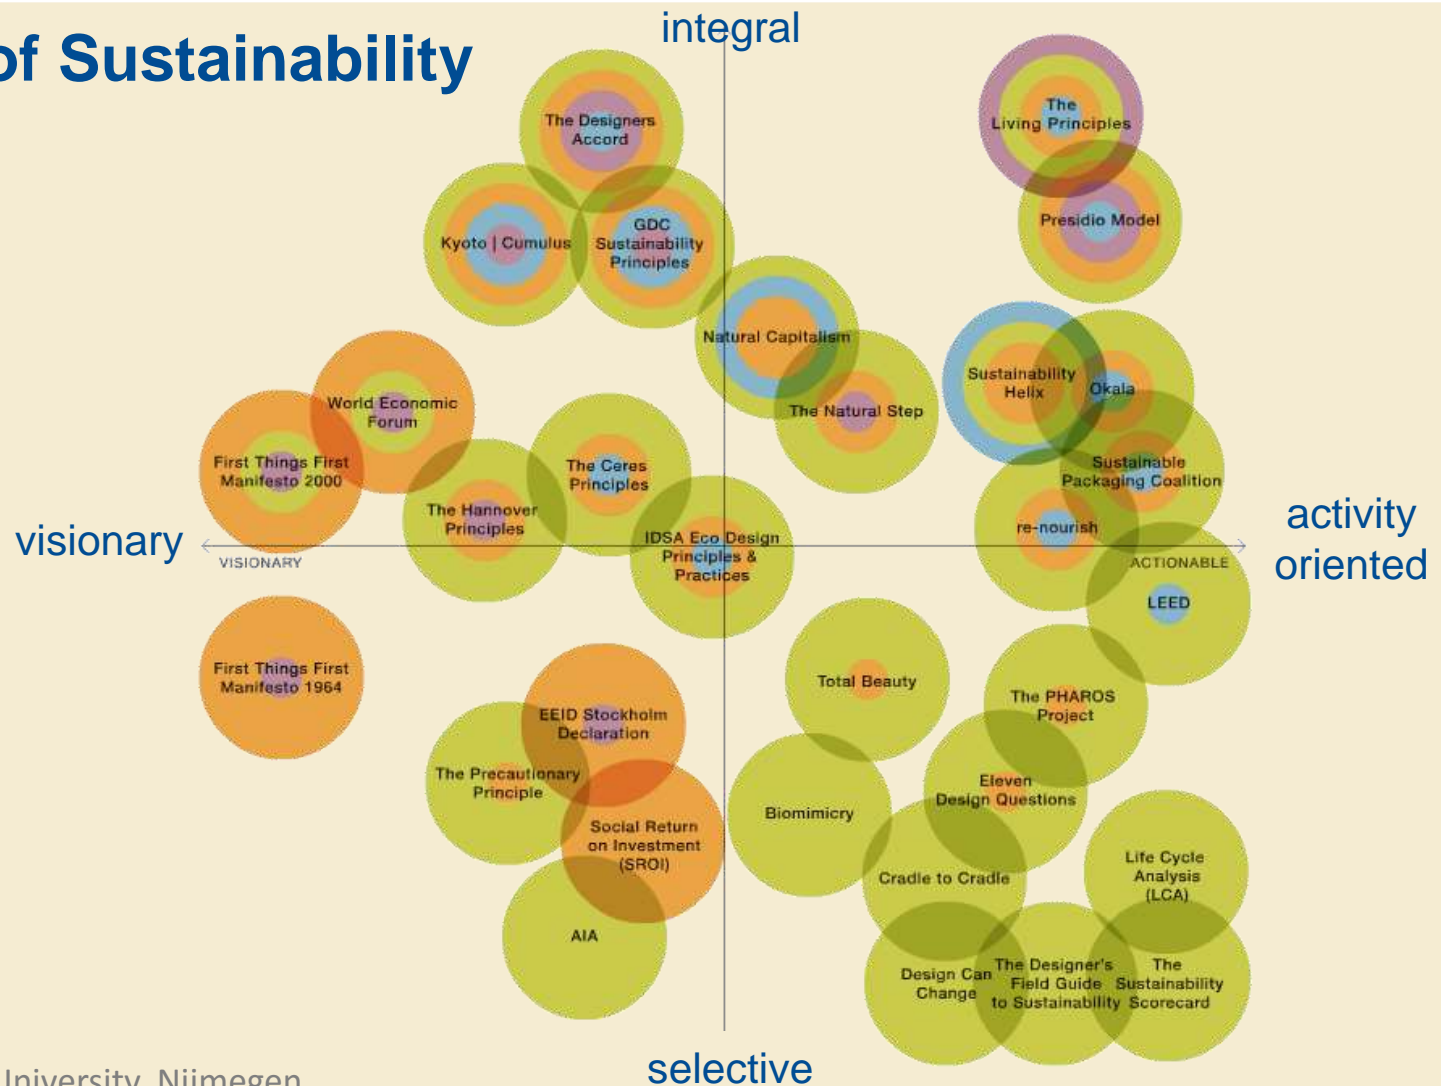 of Sustainability
integral
The Designers
Accord
The
Living Principles
Kyoto | Cumulus
GDC
Sustainability
Principles
Presidio Model
Natural Capitalism
Sustainability
Helix
Okala
The Natural Step
World Economic
Forum
First Things First
Manifesto 2000
The Ceres
Principles
Sustainable
Packaging Coalition
The Hannover
Principles
re-nourish
IDSA Eco Design
Principles &
Practices
visionary
VISIONARY
ACTIONABLE
activity
oriented
LEED
First Things First
Manifesto 1964
Total Beauty
The PHAROS
Project
EEID Stockholm
Declaration
The Precautionary
Principle
Eleven
Design Questions
Biomimicry
Social Return
on Investment
(SROI)
Life Cycle
Analysis
(LCA)
Cradle to Cradle
AIA
Design Can
Change
The Designer's
Field Guide
to Sustainability
The
Sustainability
Scorecard
selective
University, Nijmegen